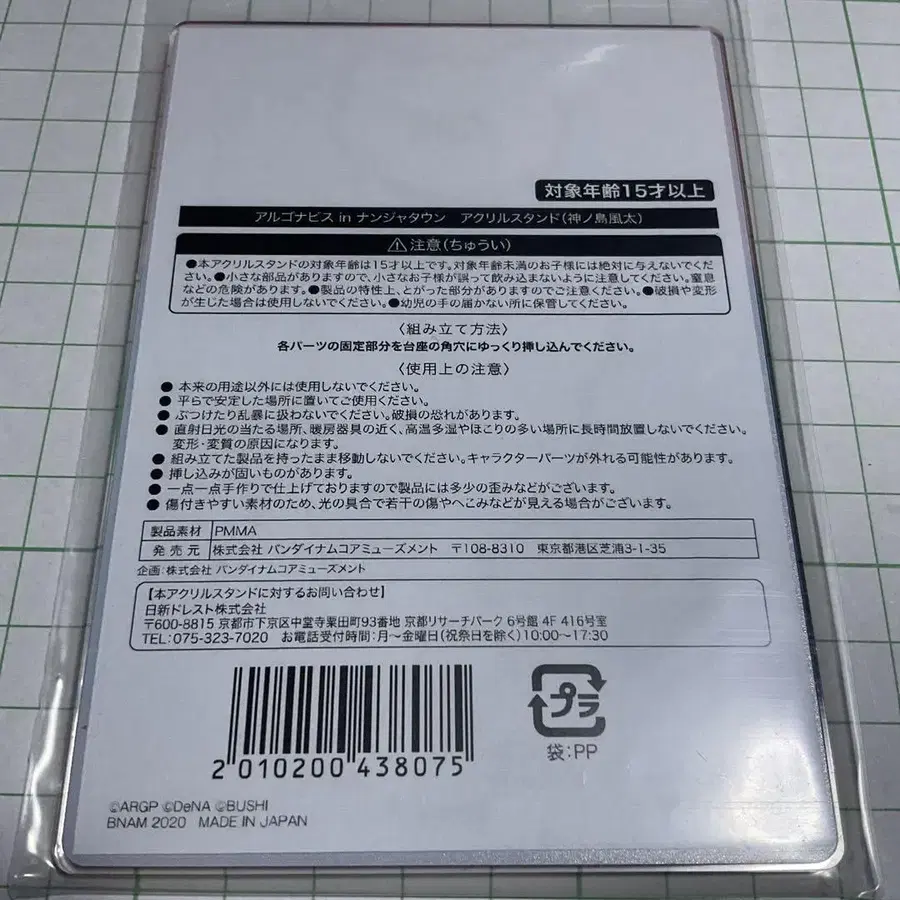 対象年齢15才以上
アルゴナビス in ナンジャタウン　アクリルスタンド(神ノ島風太)
⚠注意(ちゅうい)
●本アクリルスタンドの対象年齢は15才以上です。対象年齢未満のお子様には絶対に与えないでくだ
さい。●小さな部品がありますので、小さなお子様が誤って飲み込まないように注意してください。窒息
などの危険があります。●製品の特性上、とがった部分がありますのでご注意ください。●破損や変形
が生じた場合は使用しないでください。●幼児の手の届かない所に保管してください。
〈組み立て方法〉
各パーツの固定部分を台座の角穴にゆっくり挿し込んでください。
〈使用上の注意〉
● 本来の用途以外には使用しないでください。
● 平らで安定した場所に置いてご使用ください。
● ぶつけたり乱暴に扱わないでください。破損の恐れがあります。
● 直射日光の当たる場所、暖房器具の近く、高温多湿やほこりの多い場所に長時間放置しないでください。
変形・変質の原因になります。
● 組み立てた製品を持ったまま移動しないでください。キャラクターパーツが外れる可能性があります。
● 挿し込みが固いものがあります。
● 一点一点手作りで仕上げておりますので製品には多少の歪みなどがございます。
● 傷付きやすい素材のため、光の具合で若干の傷やへこみなどが見える場合がございます。
製品素材 PMMA
発売元 株式会社 バンダイナムコアミューズメント　〒108-8310　東京都港区芝浦3-1-35
企画:株式会社 バンダイナムコアミューズメント
【本アクリルスタンドに対するお問い合わせ】
日新ドレスト株式会社
〒600-8815 京都市下京区中堂寺粟田町93番地 京都リサーチパーク 6号館 4F 416号室
TEL:075-323-7020　お電話受付時間:月〜金曜日(祝祭日を除く)10:00〜17:30
2010200438075
プラ
袋:PP
©ARGP ©DeNA ©BUSHI
BNAM 2020　MADE IN JAPAN